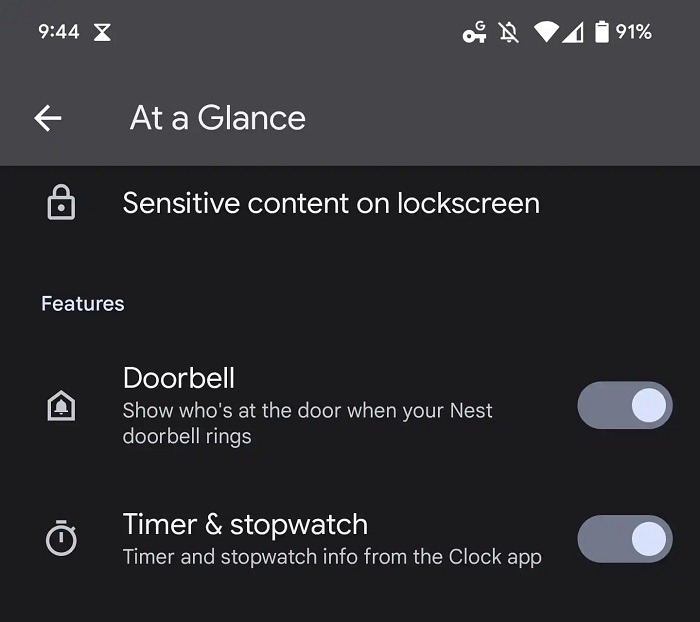 9:44
G
91%
At a Glance
Sensitive content on lockscreen
Features
Doorbell
Show who's at the door when your Nest
doorbell rings
Timer & stopwatch
Timer and stopwatch info from the Clock app